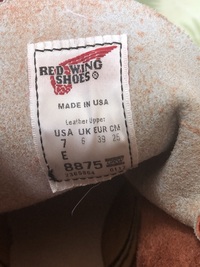 RED WING
SHOES®
MADE IN USA
Leather Upper
USA UK EUR CM
7 6 39 25
E
8875